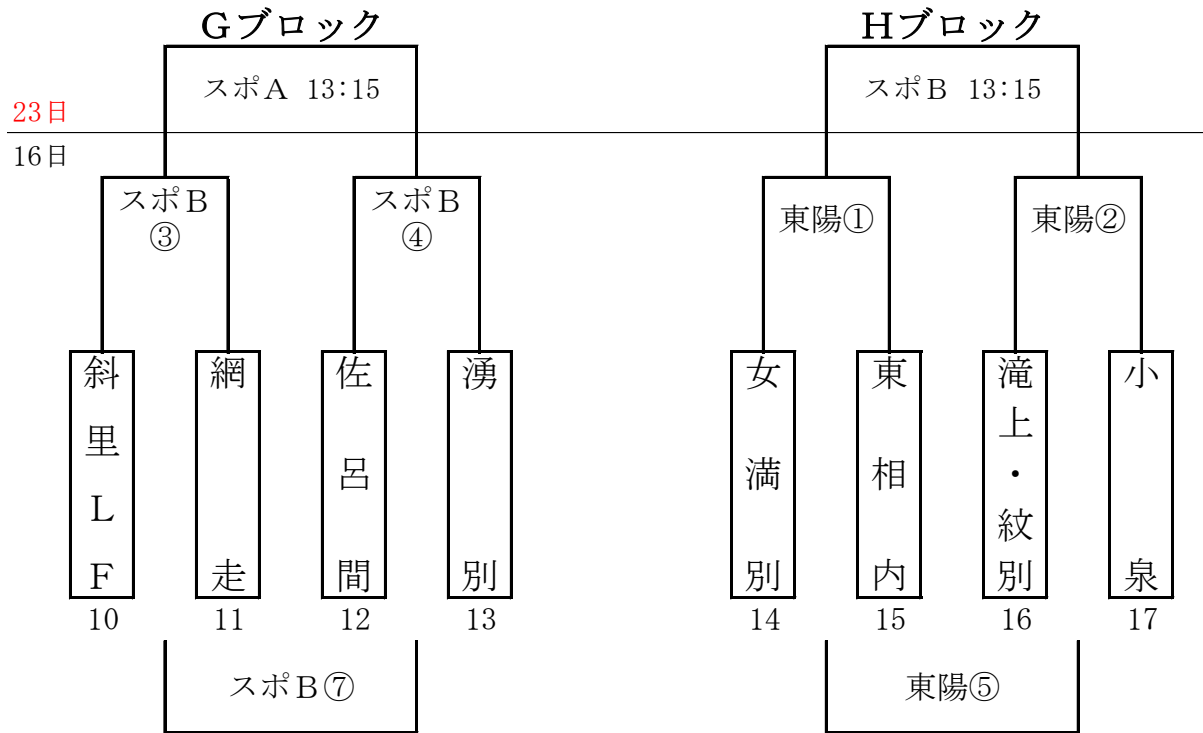 Gブロック
Hブロック
スポA 13:15
スポB 13:15
23日
16日
スポB
③
スポB
④
東陽①
東陽②
斜里LF
網走
佐呂間
湧別
女満別
東相内
滝上・紋別
小泉
10
11
12
13
14
15
16
17
スポB⑦
東陽⑤